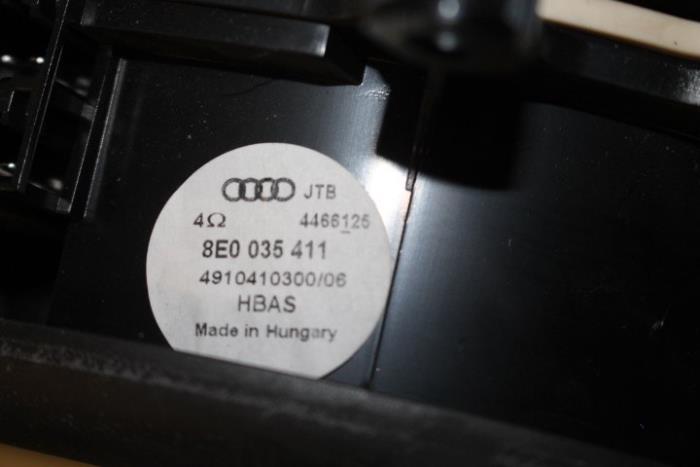 JTB
4Ω 4466125
8E0 035 411
4910410300/06
HBAS
Made in Hungary